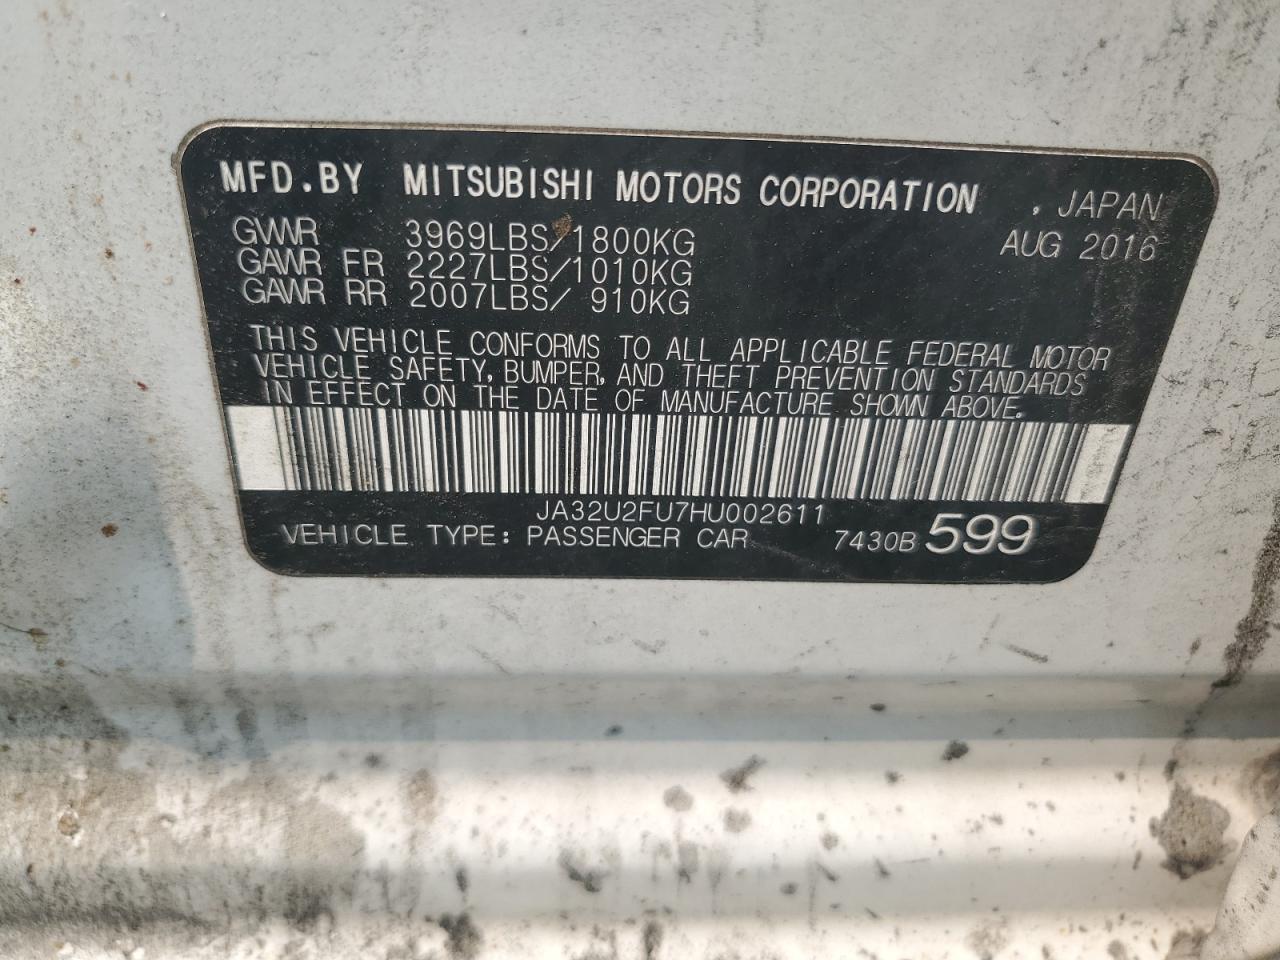 MFD.BY MITSUBISHI MOTORS CORPORATION , JAPAN
GVWR 3969LBS/1800KG AUG 2016
GAWR FR 2227LBS/1010KG
GAWR RR 2007LBS/ 910KG
THIS VEHICLE CONFORMS TO ALL APPLICABLE FEDERAL MOTOR
VEHICLE SAFETY, BUMPER, AND THEFT PREVENTION STANDARDS
IN EFFECT ON THE DATE OF MANUFACTURE SHOWN ABOVE.
JA32U2FU7HU002611
VEHICLE TYPE: PASSENGER CAR 7430B 599